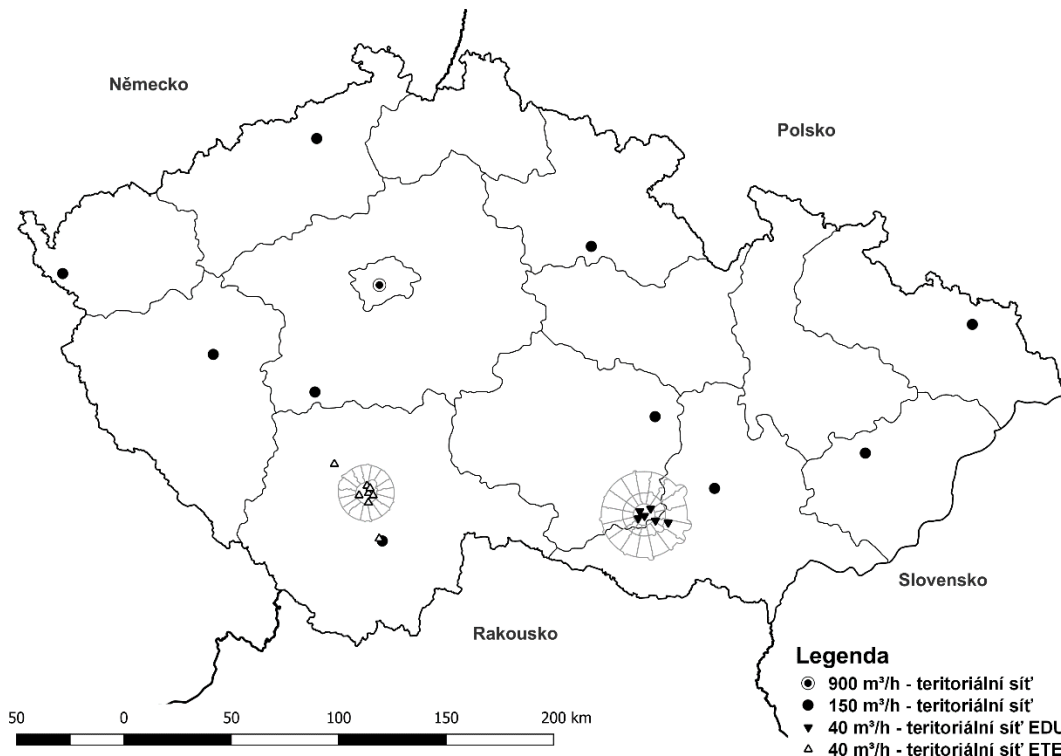 Německo
Polsko
Slovensko
Rakousko
Legenda
900 m³/h - teritoriální síť
150 m³/h - teritoriální síť
40 m³/h - teritoriální síť EDU
40 m³/h - teritoriální síť ETE
50 0 50 100 150 200 km